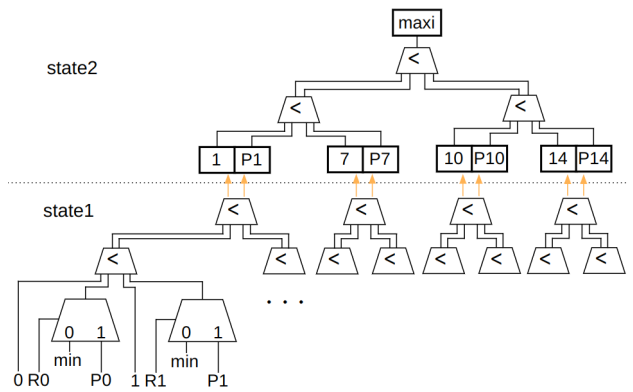 maxi
<
state2
< <
1 P1 7 P7 10 P10 14 P14
state1
< < < <
< < < < < < < <
. . .
0 1 0 1
min min
0 R0 P0 1 R1 P1